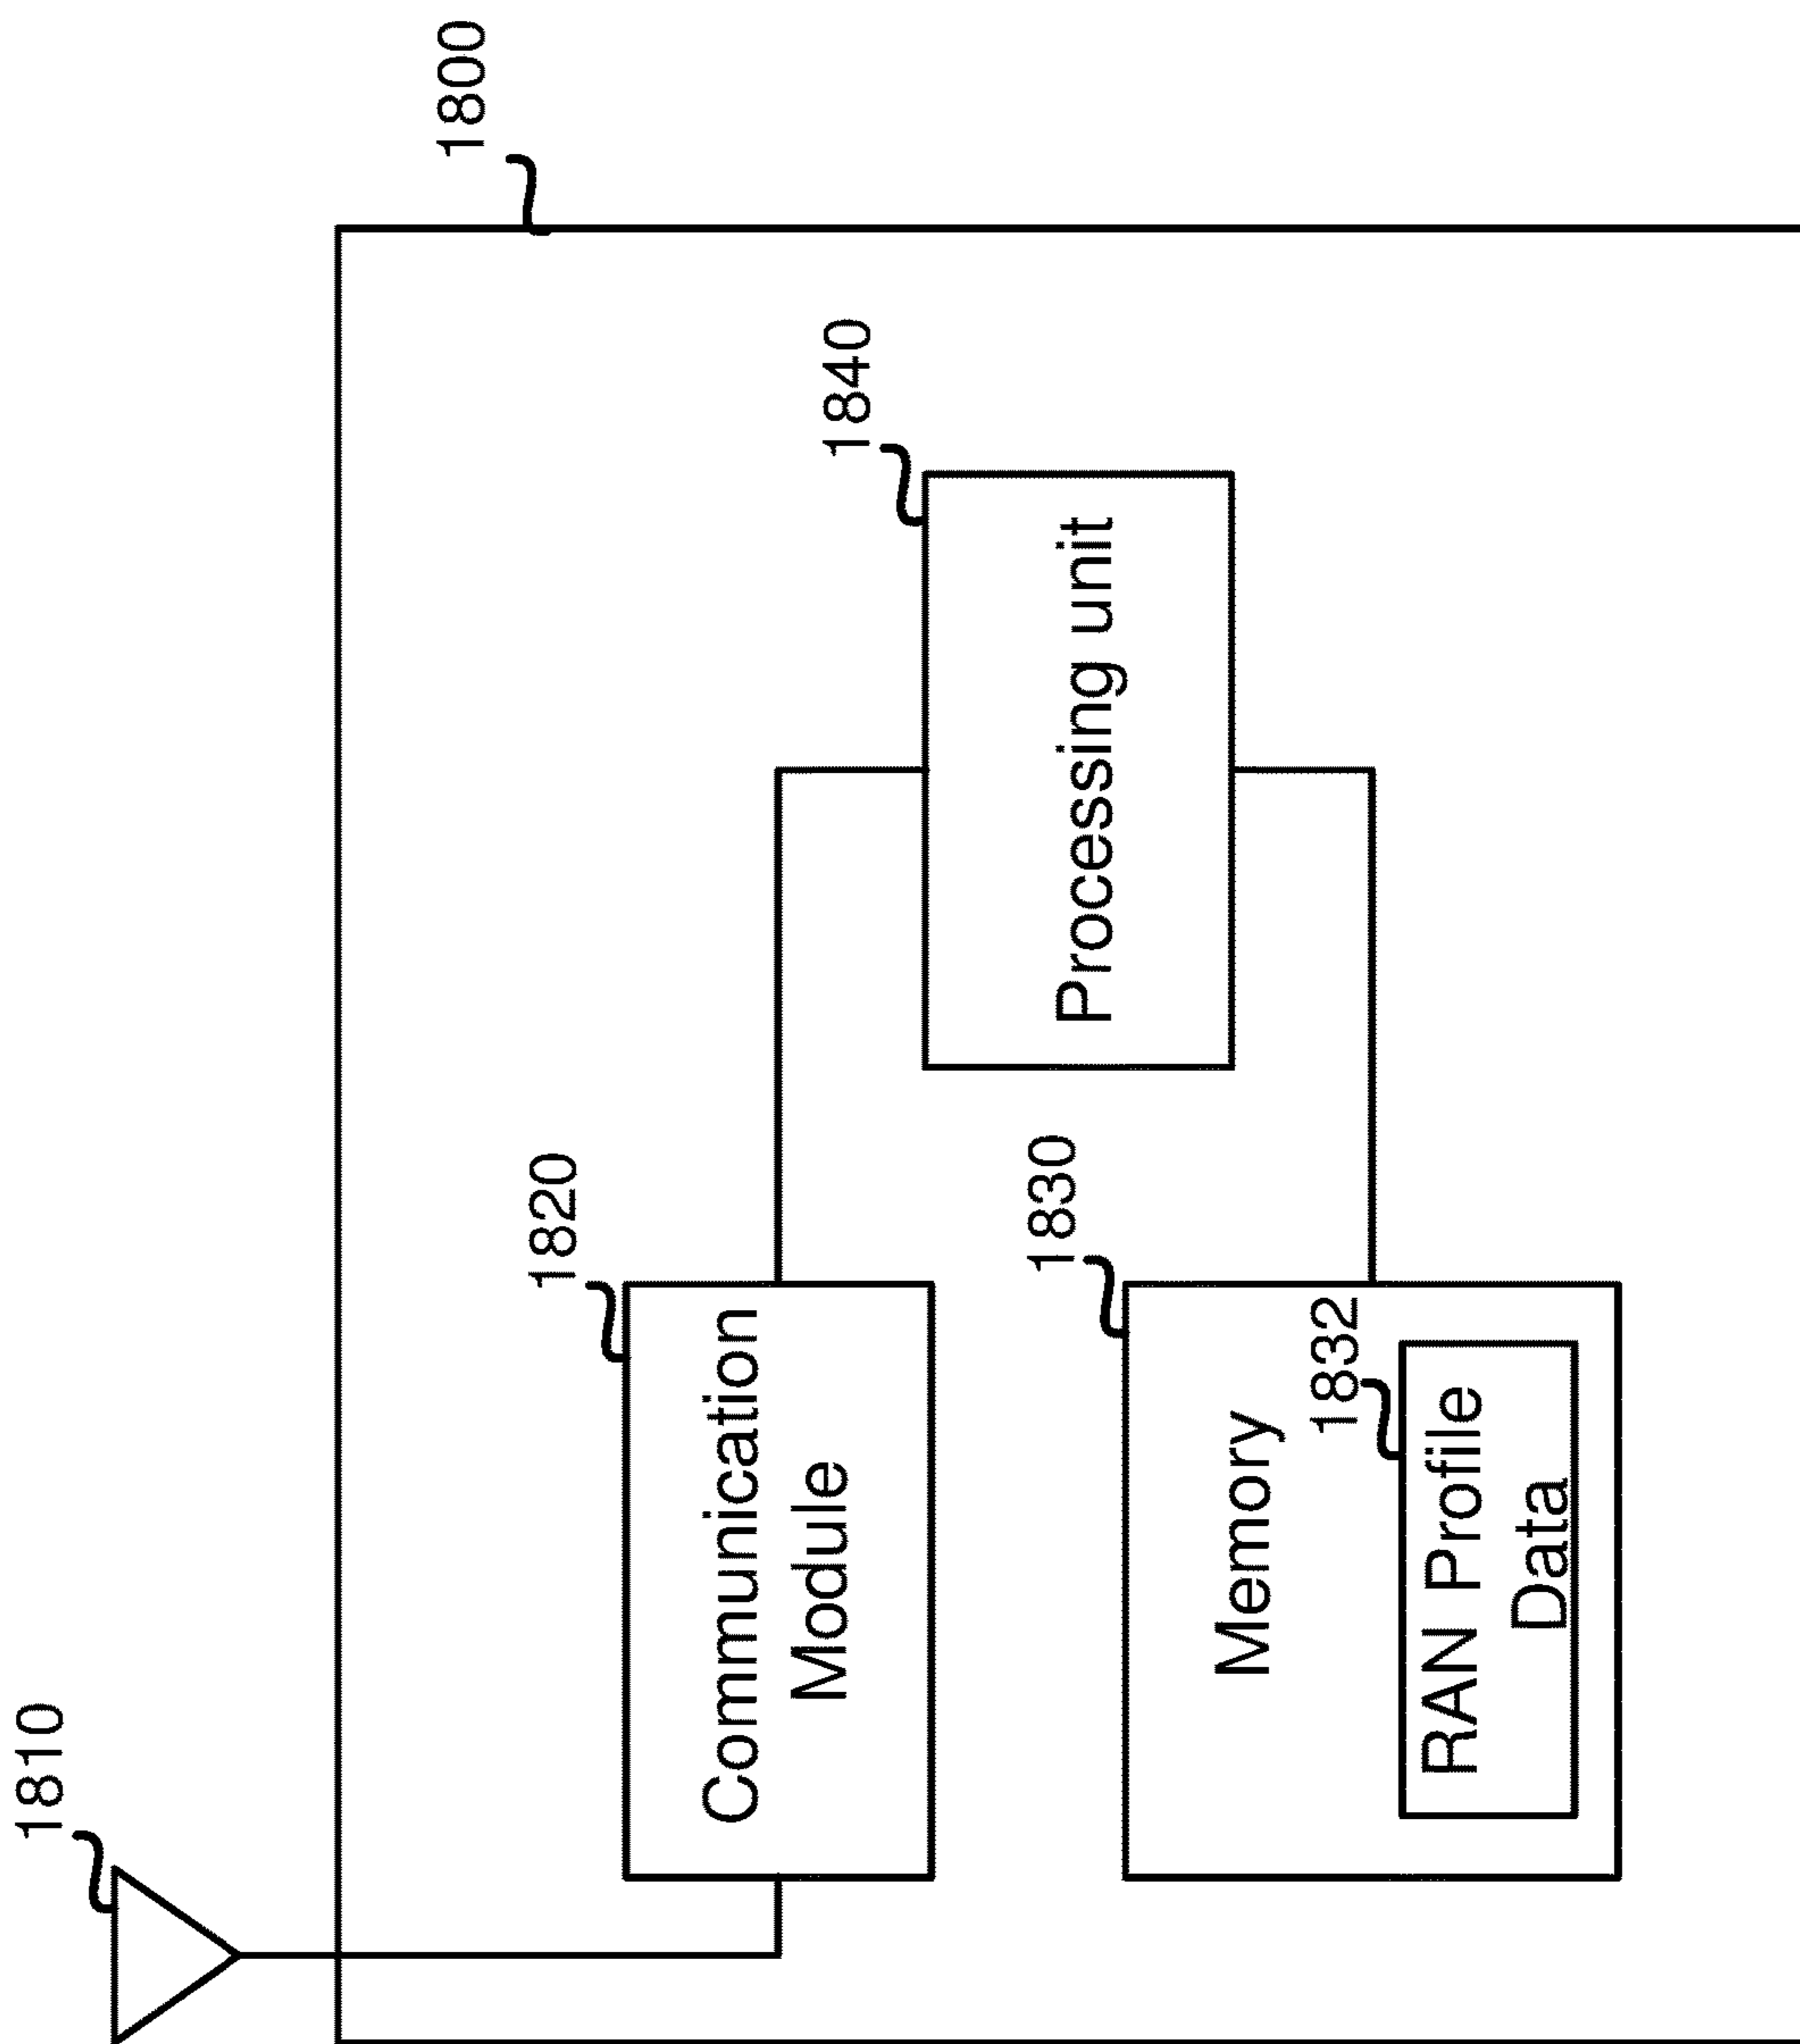 1810
1800
1820
Communication
Module
1840
Processing unit
1830
Memory
1832
RAN Profile
Data